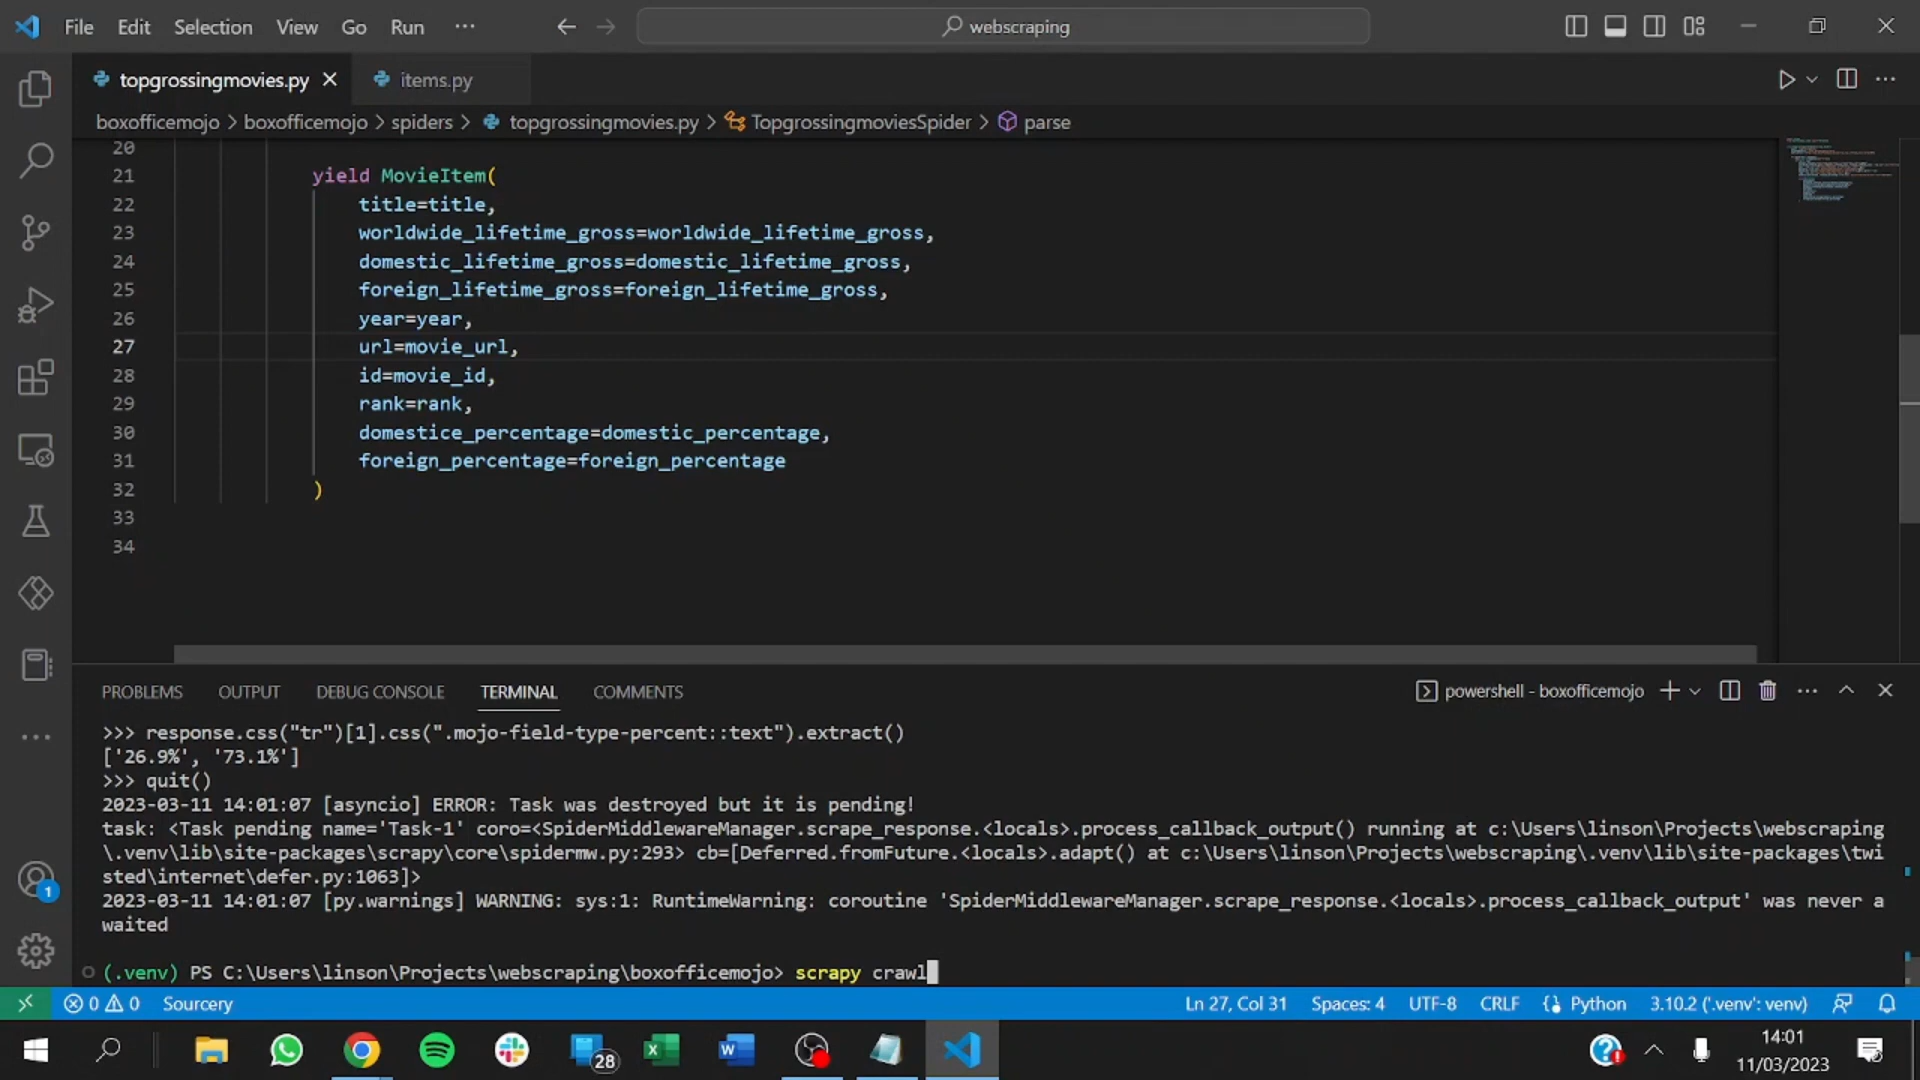 File Edit Selection View Go Run ··· webscraping
topgrossingmovies.py items.py
boxofficemojo > boxofficemojo > spiders > topgrossingmovies.py > TopgrossingmoviesSpider > parse
20
21 yield MovieItem(
22 title=title,
23 worldwide_lifetime_gross=worldwide_lifetime_gross,
24 domestic_lifetime_gross=domestic_lifetime_gross,
25 foreign_lifetime_gross=foreign_lifetime_gross,
26 year=year,
27 url=movie_url,
28 id=movie_id,
29 rank=rank,
30 domestice_percentage=domestic_percentage,
31 foreign_percentage=foreign_percentage
32 )
33
34
PROBLEMS OUTPUT DEBUG CONSOLE TERMINAL COMMENTS powershell - boxofficemojo
>>> response.css("tr")[1].css(".mojo-field-type-percent::text").extract()
['26.9%', '73.1%']
>>> quit()
2023-03-11 14:01:07 [asyncio] ERROR: Task was destroyed but it is pending!
task: <Task pending name='Task-1' coro=<SpiderMiddlewareManager.scrape_response.<locals>.process_callback_output() running at c:\Users\linson\Projects\webscraping
\.venv\lib\site-packages\scrapy\core\spidermw.py:293> cb=[Deferred.fromFuture.<locals>.adapt() at c:\Users\linson\Projects\webscraping\.venv\lib\site-packages\twi
sted\internet\defer.py:1063]>
2023-03-11 14:01:07 [py.warnings] WARNING: sys:1: RuntimeWarning: coroutine 'SpiderMiddlewareManager.scrape_response.<locals>.process_callback_output' was never a
waited
(.venv) PS C:\Users\linson\Projects\webscraping\boxofficemojo> scrapy crawl
1
0 0 Sourcery Ln 27, Col 31 Spaces: 4 UTF-8 CRLF Python 3.10.2 ('.venv': venv)
28
14:01
11/03/2023